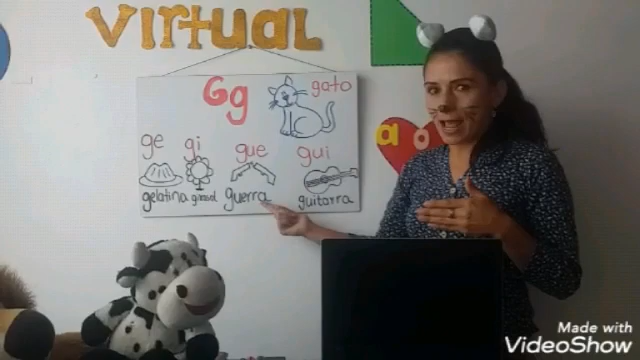 VIRTUAL
Gg
gato
ge
gi
gue
gui
gelatina
girasol
guerra
guitarra
a
o
Made with
VideoShow